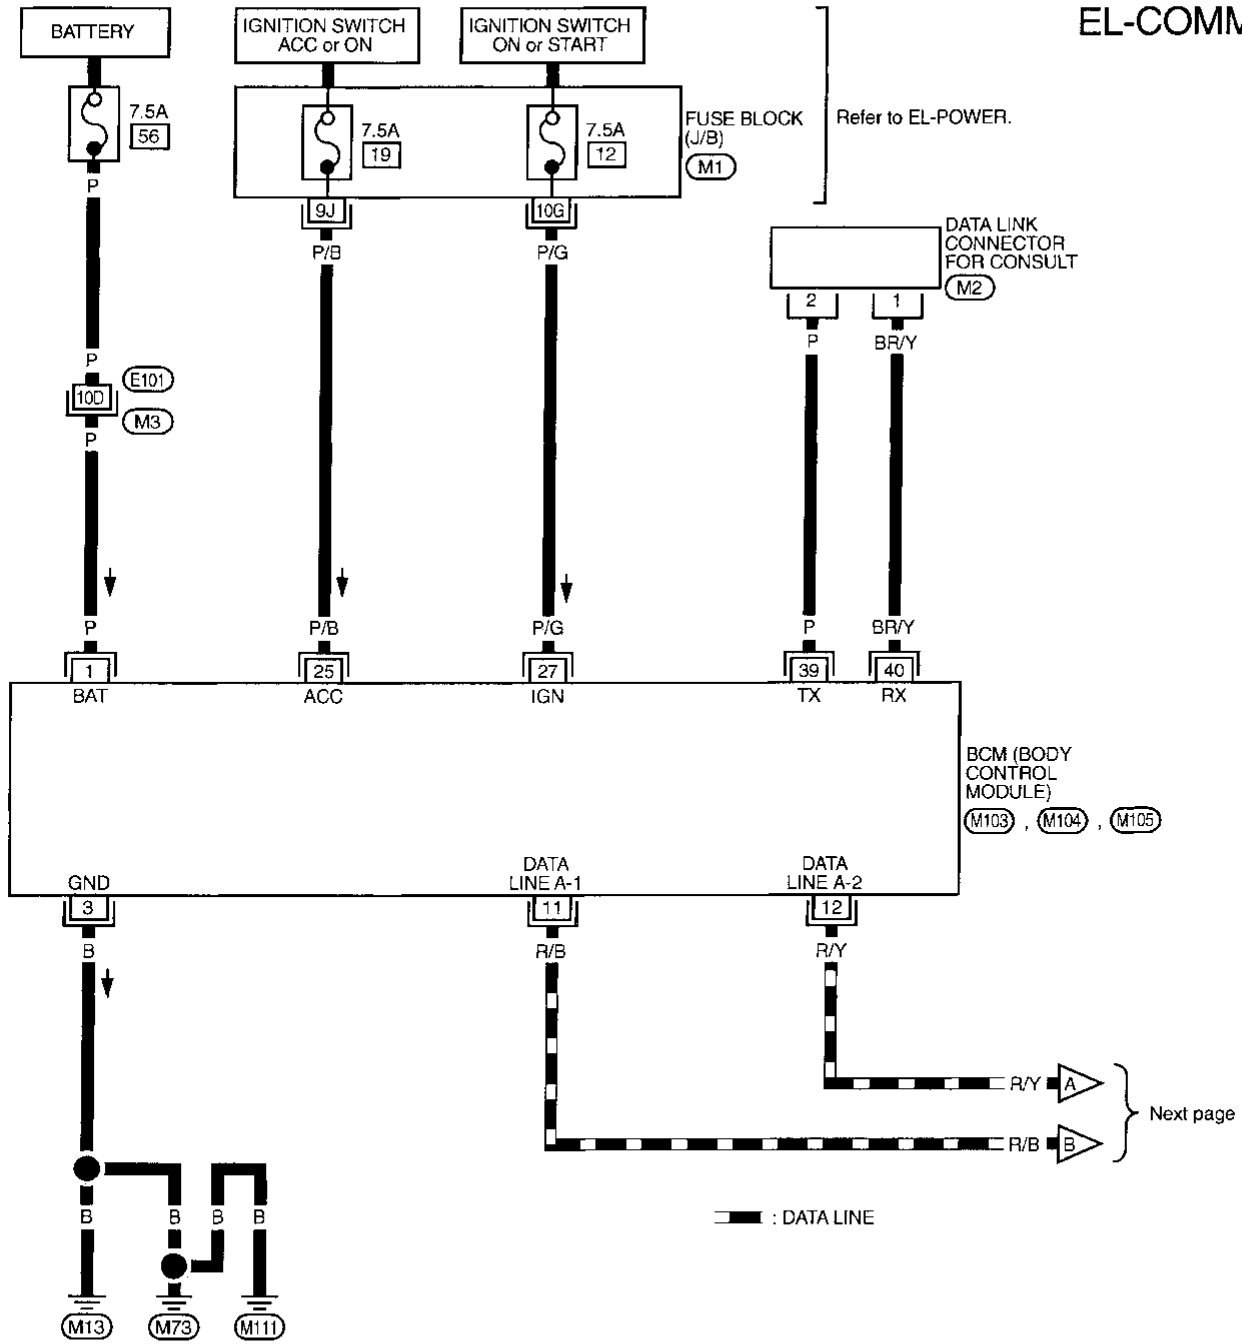 EL-COMM
BATTERY
IGNITION SWITCH
ACC or ON
IGNITION SWITCH
ON or START
7.5A
56
7.5A
19
7.5A
12
FUSE BLOCK
(J/B)
M1
Refer to EL-POWER.
P
9J
10G
P/B
P/G
DATA LINK
CONNECTOR
FOR CONSULT
M2
2
1
P
BR/Y
P
E101
10D
M3
P
P
P/B
P/G
P
BR/Y
1
25
27
39
40
BAT
ACC
IGN
TX
RX
BCM (BODY
CONTROL
MODULE)
M103 , M104 , M105
GND
DATA
LINE A-1
DATA
LINE A-2
3
11
12
B
R/B
R/Y
R/Y
A
R/B
B
Next page
B
B
B
B
: DATA LINE
M13
M73
M111